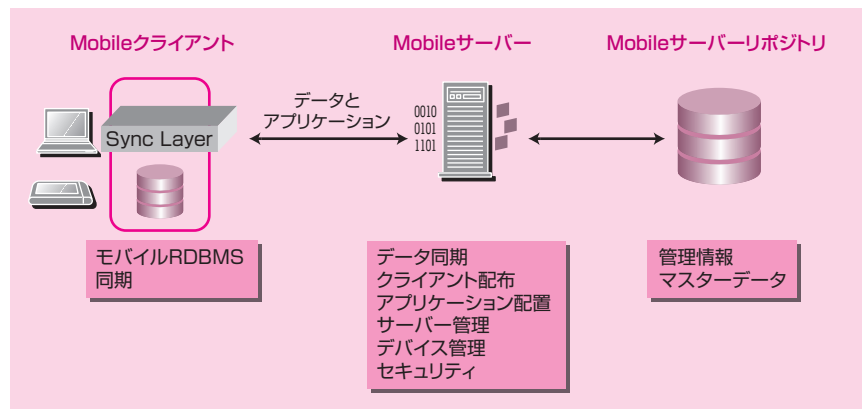 Mobileクライアント
Mobileサーバー
Mobileサーバーリポジトリ
Sync Layer
データと
アプリケーション
0010
0101
1101
モバイルRDBMS
同期
データ同期
クライアント配布
アプリケーション配置
サーバー管理
デバイス管理
セキュリティ
管理情報
マスターデータ